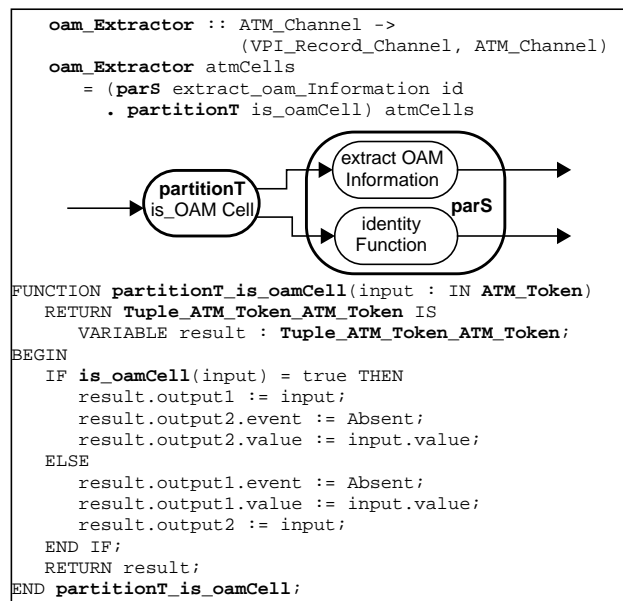 oam_Extractor :: ATM_Channel ->
(VPI_Record_Channel, ATM_Channel)
oam_Extractor atmCells
= (parS extract_oam_Information id
. partitionT is_oamCell) atmCells
extract OAM
Information
partitionT
is_OAM Cell
parS
identity
Function
FUNCTION partitionT_is_oamCell(input : IN ATM_Token)
RETURN Tuple_ATM_Token_ATM_Token IS
VARIABLE result : Tuple_ATM_Token_ATM_Token;
BEGIN
IF is_oamCell(input) = true THEN
result.output1 := input;
result.output2.event := Absent;
result.output2.value := input.value;
ELSE
result.output1.event := Absent;
result.output1.value := input.value;
result.output2 := input;
END IF;
RETURN result;
END partitionT_is_oamCell;